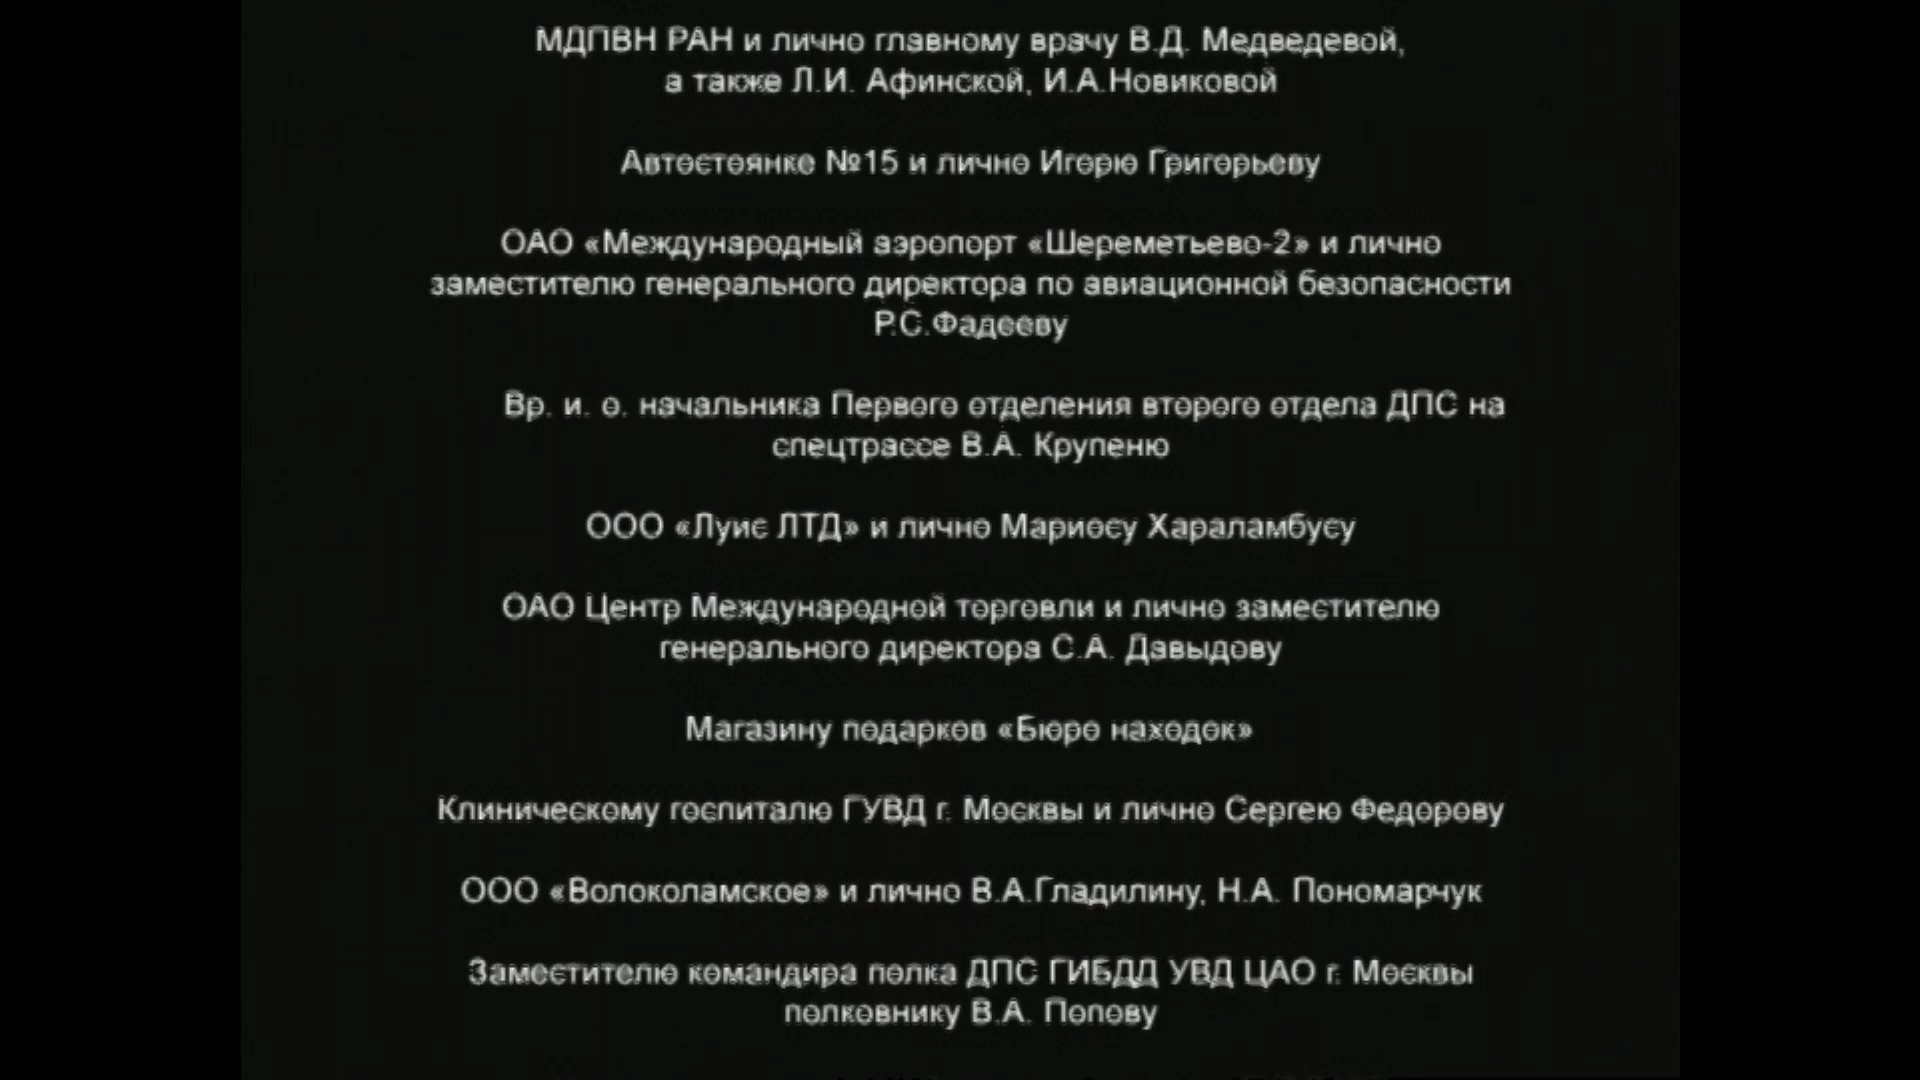 МДПВН РАН и лично главному врачу В.Д. Медведевой,
а также Л.И. Афинской, И.А.Новиковой
Автостоянке №15 и лично Игорю Григорьеву
ОАО «Международный аэропорт «Шереметьево-2» и лично
заместителю генерального директора по авиационной безопасности
Р.С.Фадееву
Вр. и. о. начальника Первого отделения второго отдела ДПС на
спецтрассе В.А. Крупеню
ООО «Луис ЛТД» и лично Мариосу Хараламбусу
ОАО Центр Международной торговли и лично заместителю
генерального директора С.А. Давыдову
Магазину подарков «Бюро находок»
Клиническому госпиталю ГУВД г. Москвы и лично Сергею Федорову
ООО «Волоколамское» и лично В.А.Гладилину, Н.А. Пономарчук
Заместителю командира полка ДПС ГИБДД УВД ЦАО г. Москвы
полковнику В.А. Попову